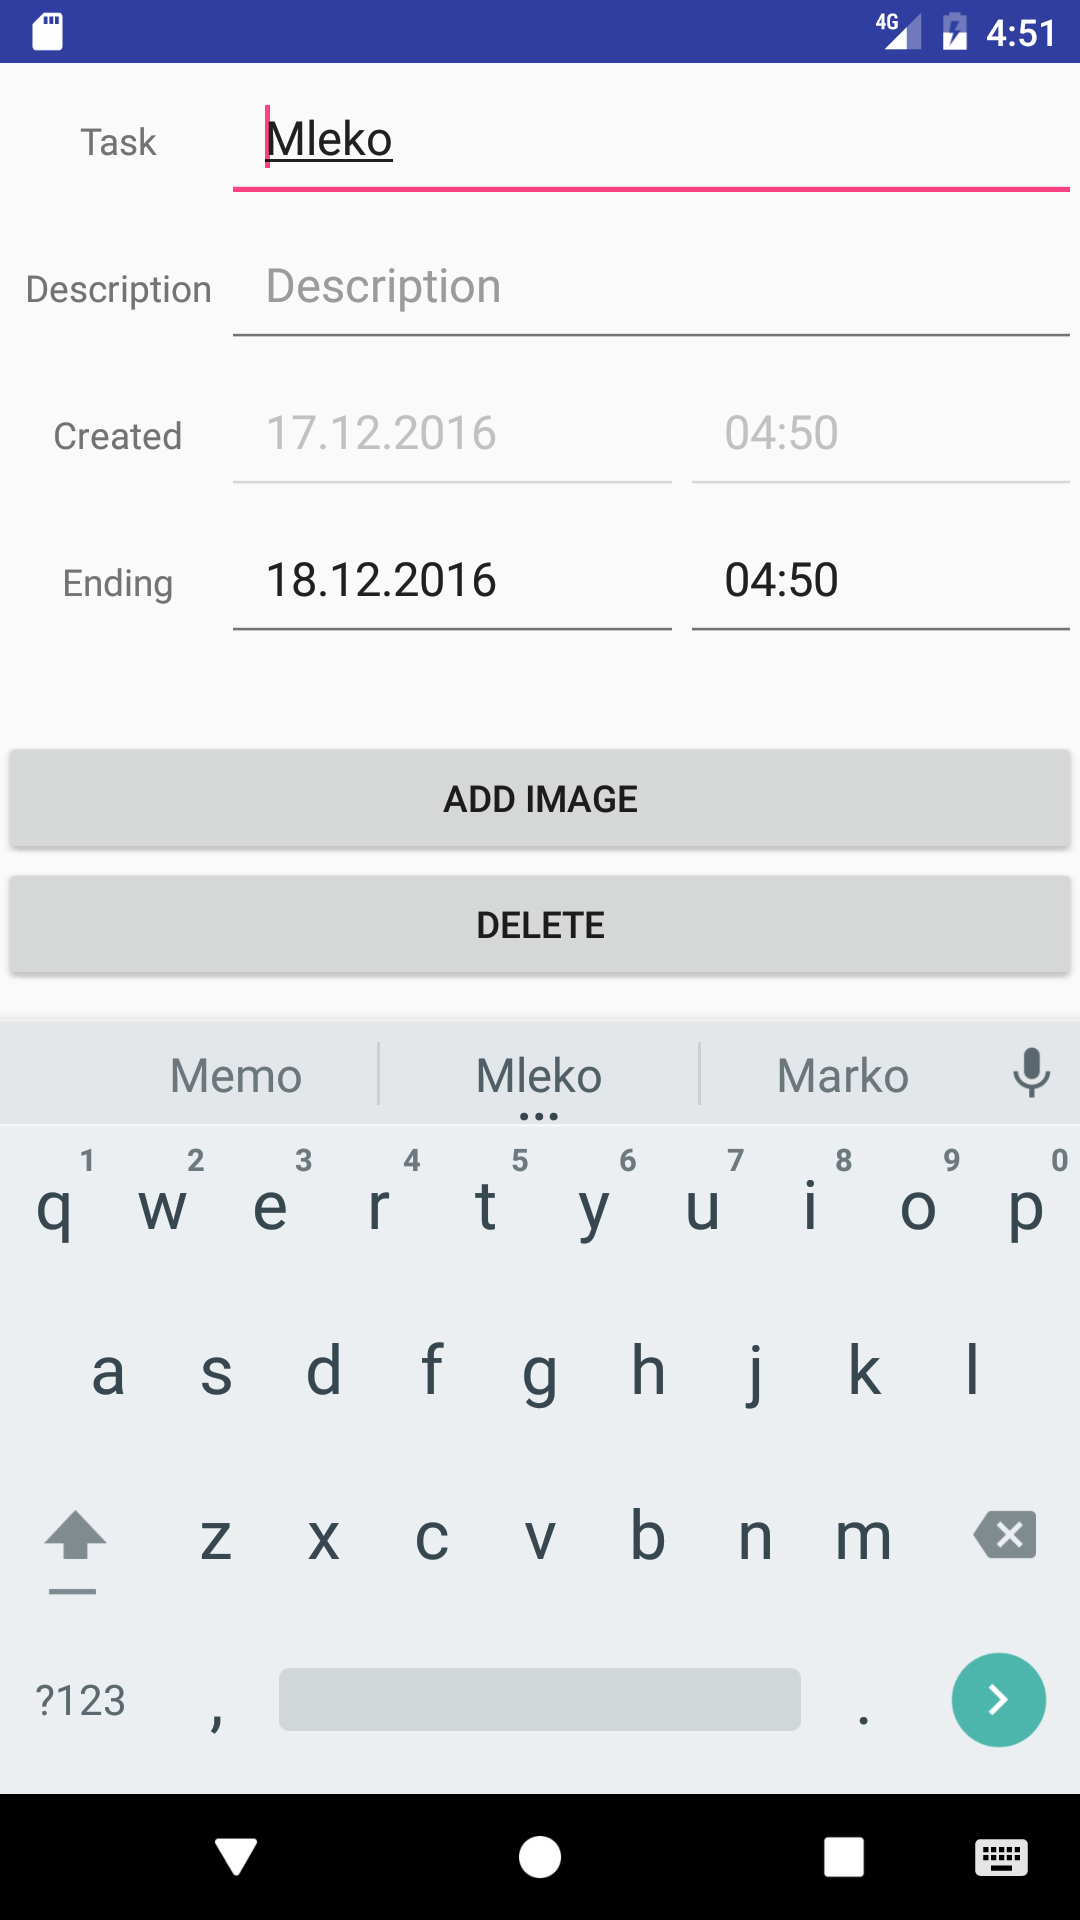 4G 4:51
Task Mleko
Description Description
Created 17.12.2016 04:50
Ending 18.12.2016 04:50
ADD IMAGE
DELETE
Memo Mleko Marko
1 2 3 4 5 6 7 8 9 0
q w e r t y u i o p
a s d f g h j k l
z x c v b n m
?123 , .